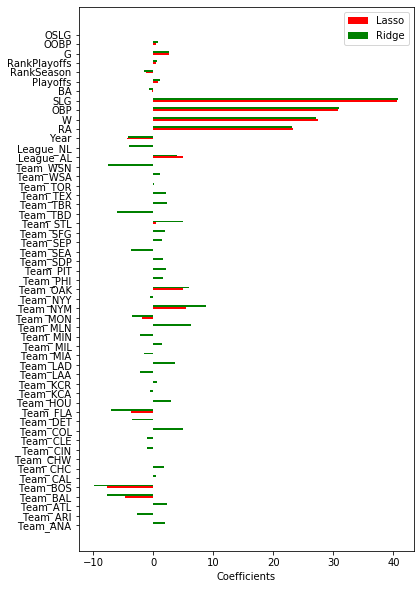 Lasso
Ridge
OSLG
OOBP
G
RankPlayoffs
RankSeason
Playoffs
BA
SLG
OBP
W
RA
Year
League_NL
League_AL
Team_WSN
Team_WSA
Team_TOR
Team_TEX
Team_TBR
Team_TBD
Team_STL
Team_SFG
Team_SEP
Team_SEA
Team_SDP
Team_PIT
Team_PHI
Team_OAK
Team_NYY
Team_NYM
Team_MON
Team_MLN
Team_MIN
Team_MIL
Team_MIA
Team_LAD
Team_LAA
Team_KCR
Team_KCA
Team_HOU
Team_FLA
Team_DET
Team_COL
Team_CLE
Team_CIN
Team_CHW
Team_CHC
Team_CAL
Team_BOS
Team_BAL
Team_ATL
Team_ARI
Team_ANA
−10 0 10 20 30 40
Coefficients